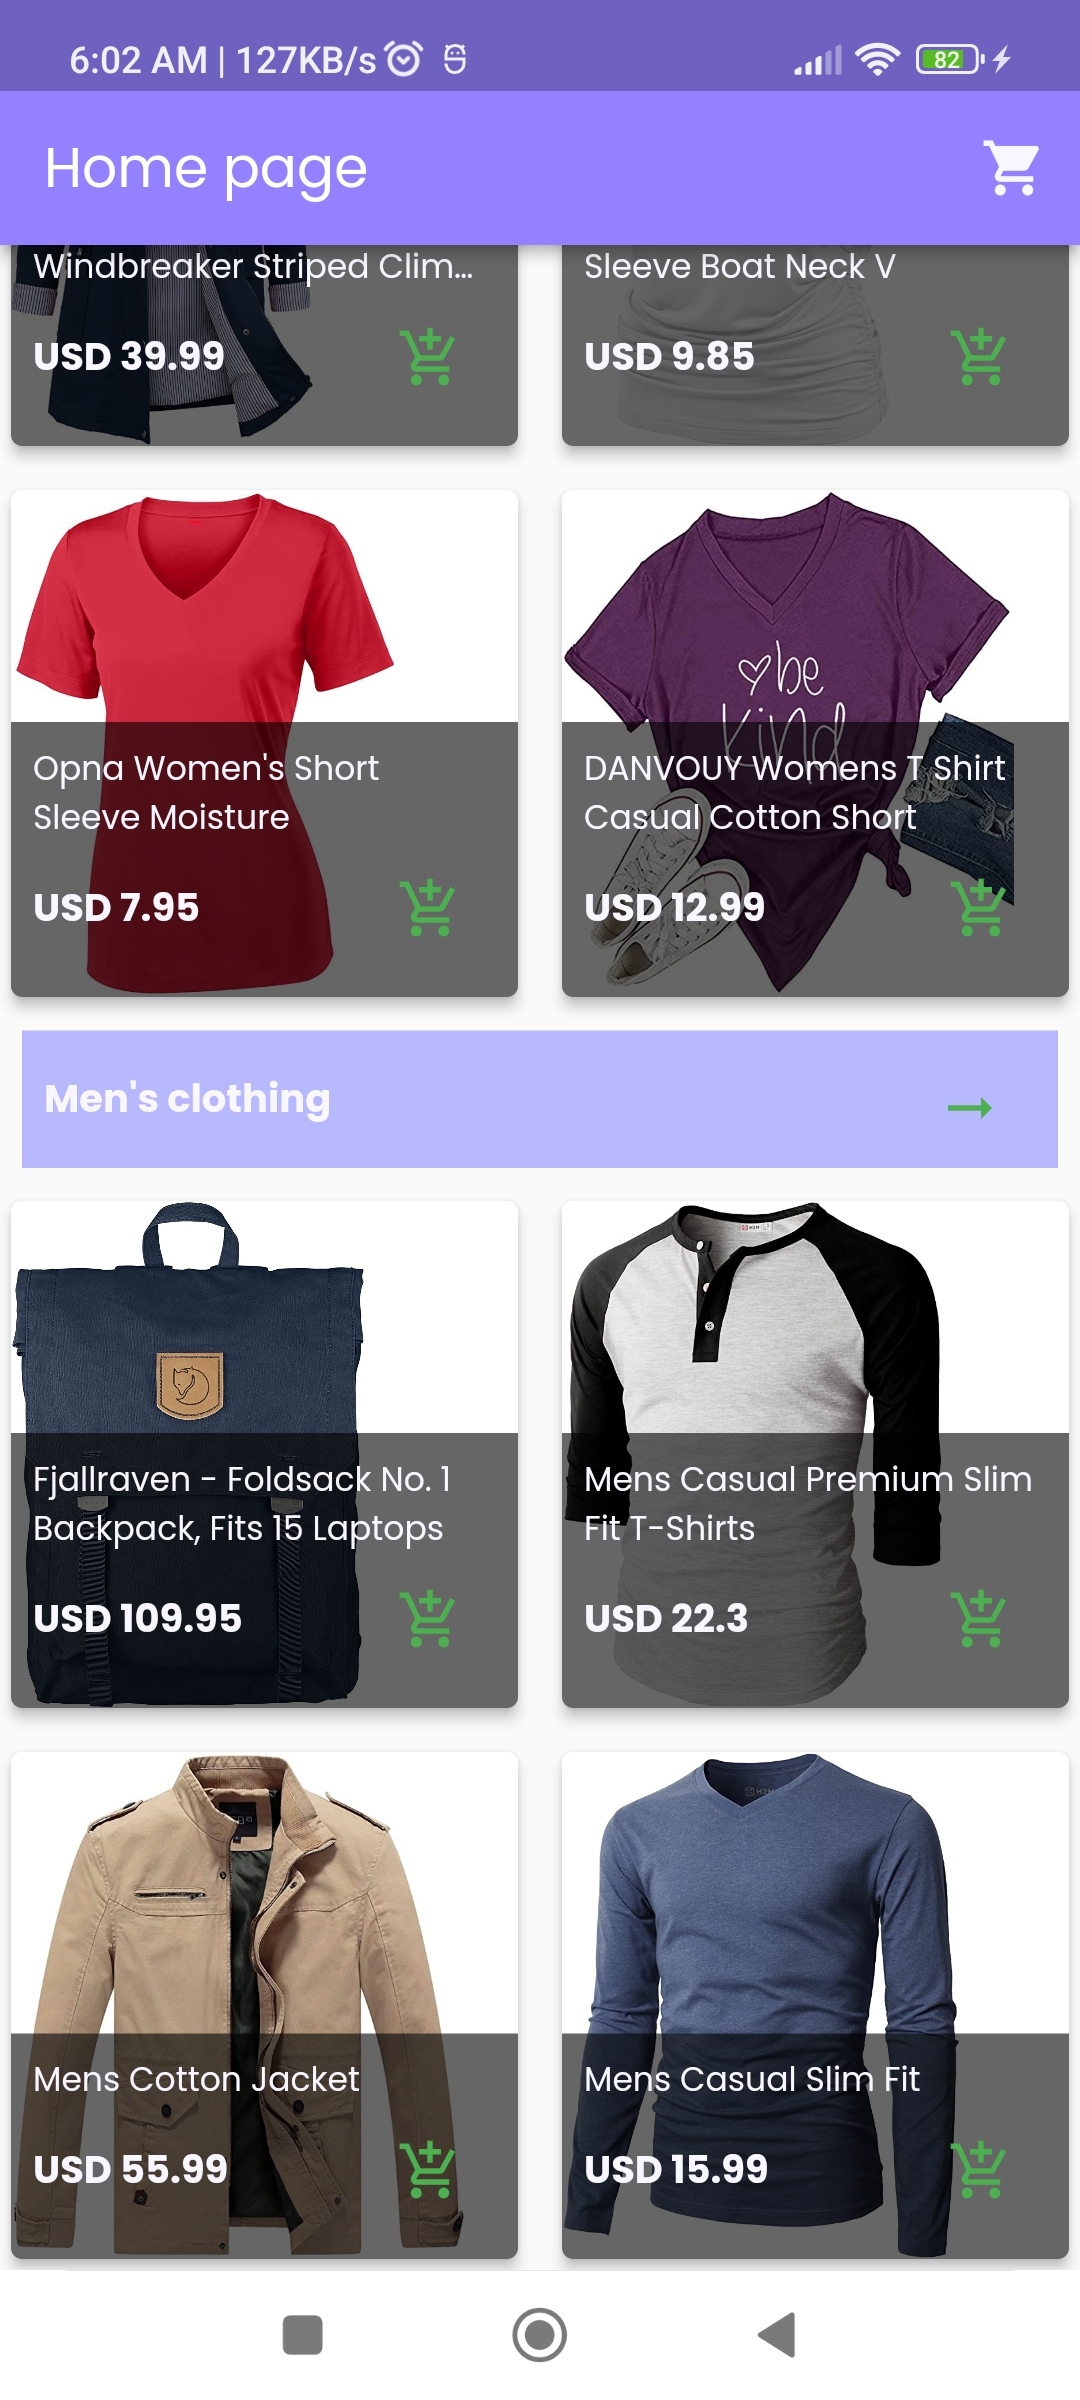 6:02 AM | 127KB/s
82
Home page
Windbreaker Striped Clim...
USD 39.99
Sleeve Boat Neck V
USD 9.85
be
kind
Opna Women's Short
Sleeve Moisture
USD 7.95
DANVOUY Womens T Shirt
Casual Cotton Short
USD 12.99
Men's clothing
Fjallraven - Foldsack No. 1
Backpack, Fits 15 Laptops
USD 109.95
H2H
Mens Casual Premium Slim
Fit T-Shirts
USD 22.3
Mens Cotton Jacket
USD 55.99
H2H
Mens Casual Slim Fit
USD 15.99